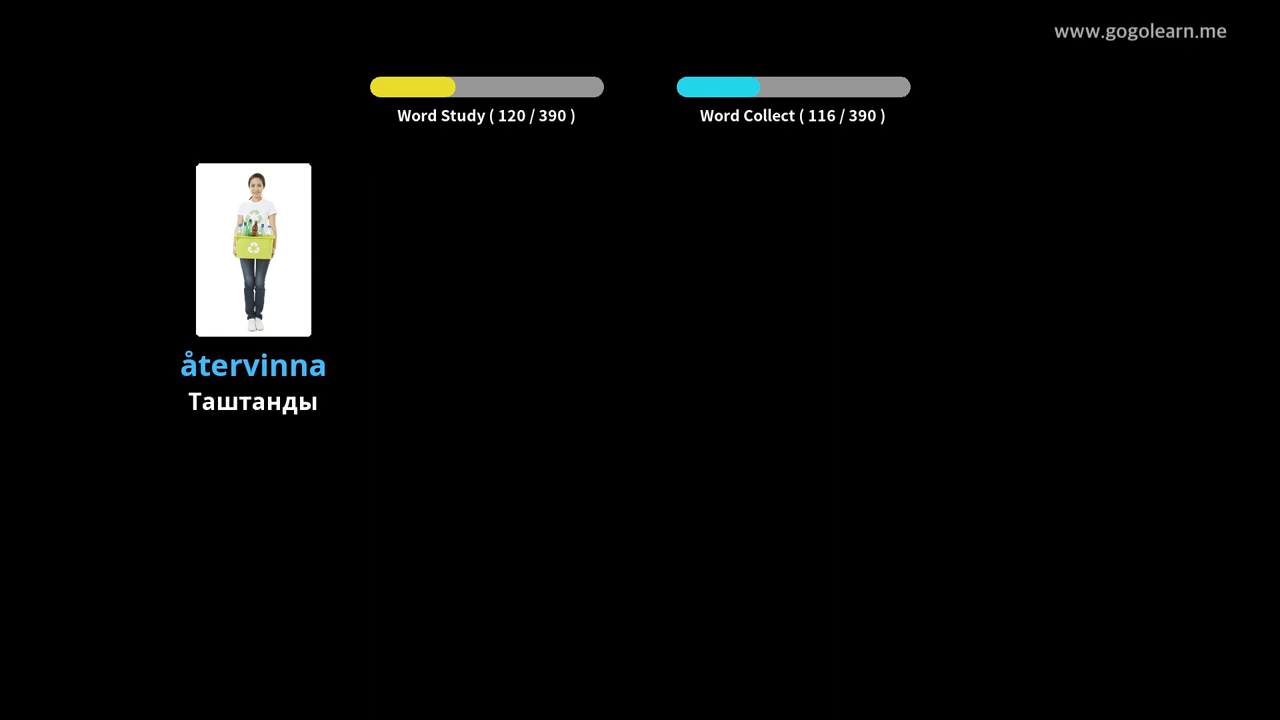 www.gogolearn.me
Word Study ( 120 / 390 )
Word Collect ( 116 / 390 )
återvinna
Таштанды